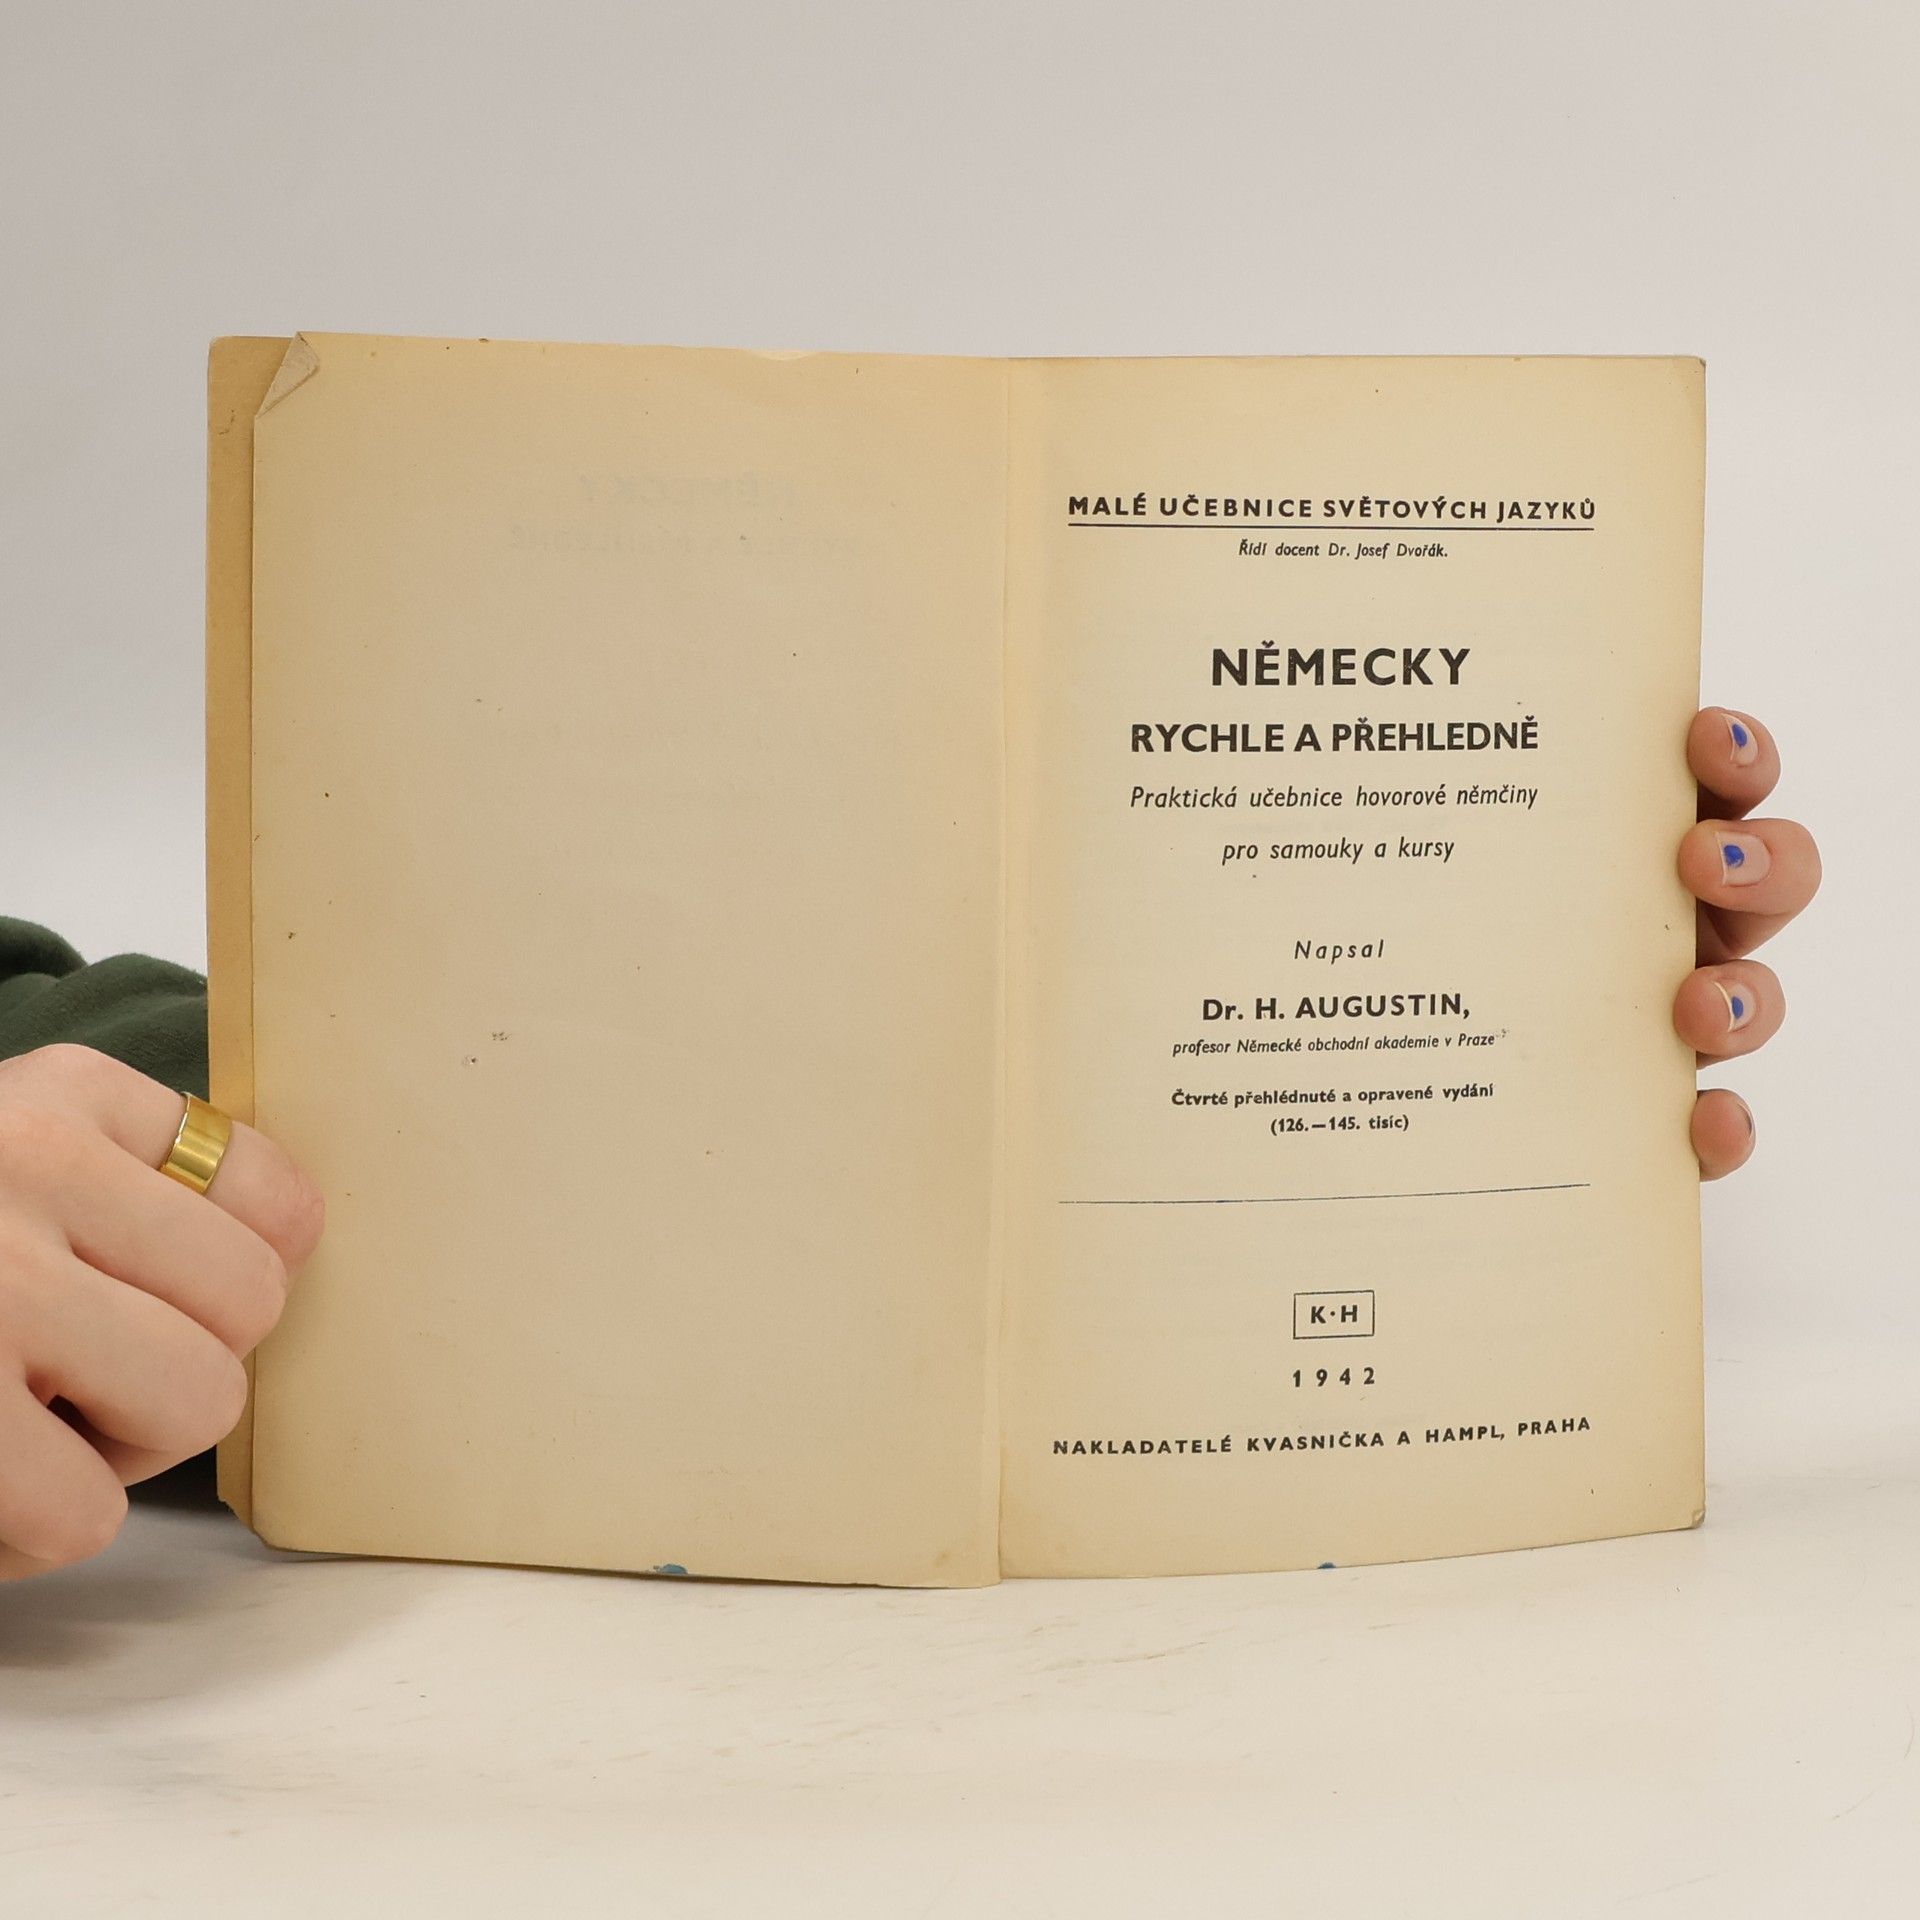 MALÉ UČEBNICE SVĚTOVÝCH JAZYKŮ
Řídí docent Dr. Josef Dvořák.
NĚMECKY
RYCHLE A PŘEHLEDNĚ
Praktická učebnice hovorové němčiny
pro samouky a kursy
Napsal
Dr. H. AUGUSTIN,
profesor Německé obchodní akademie v Praze
Čtvrté přehlédnuté a opravené vydání
(126.—145. tisíc)
K·H
1942
NAKLADATELÉ KVASNIČKA A HAMPL, PRAHA